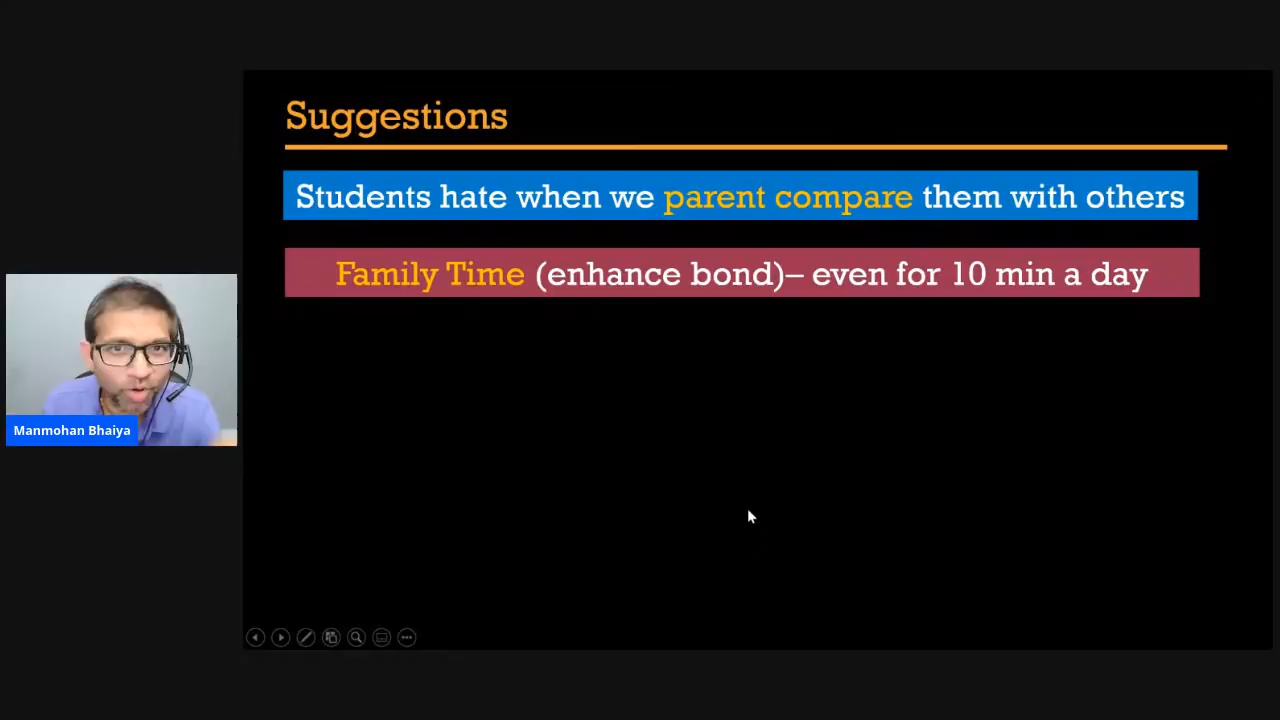 Suggestions
Students hate when we parent compare them with others
Family Time (enhance bond)– even for 10 min a day
Manmohan Bhaiya